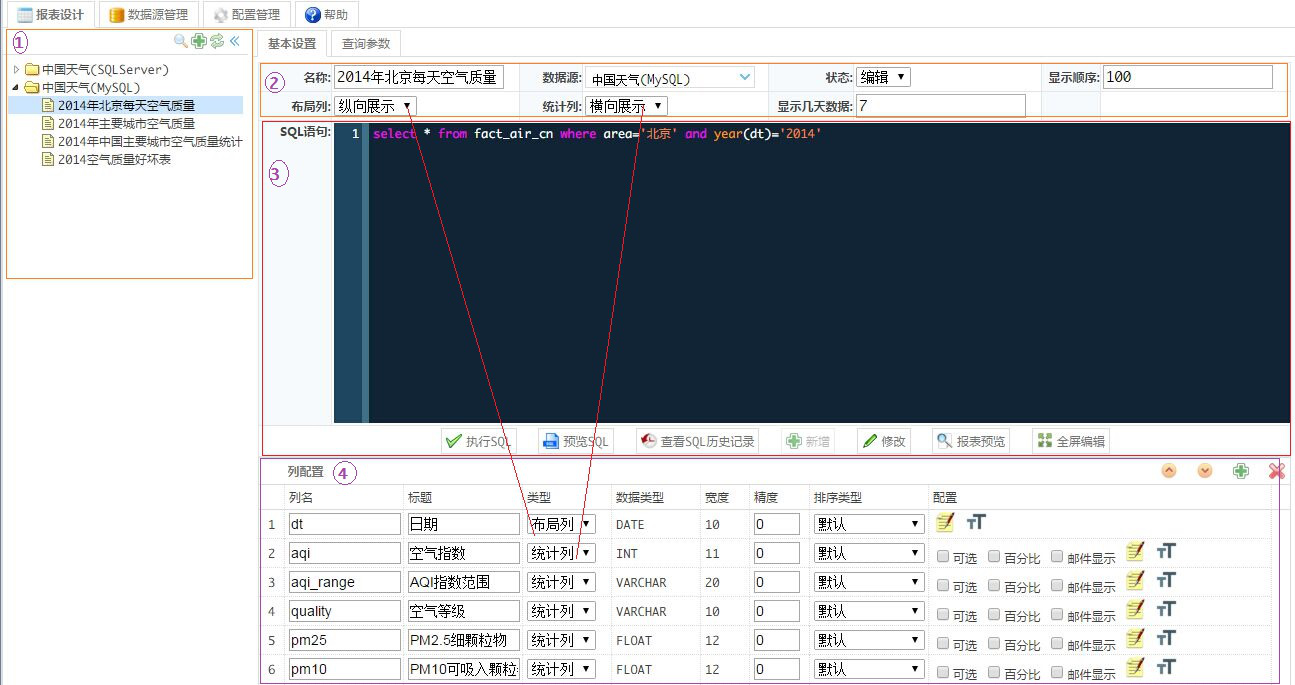 报表设计 数据源管理 配置管理 帮助
1
中国天气(SQLServer)
中国天气(MySQL)
2014年北京每天空气质量
2014年主要城市空气质量
2014年中国主要城市空气质量统计
2014空气质量好坏表
基本设置 查询参数
2
名称: 2014年北京每天空气质量 数据源: 中国天气(MySQL) 状态: 编辑 显示顺序: 100
布局列: 纵向展示 统计列: 横向展示 显示几天数据: 7
SQL语句: 1 select * from fact_air_cn where area='北京' and year(dt)='2014'
3
执行SQL 预览SQL 查看SQL历史记录 新增 修改 报表预览 全屏编辑
列配置 4
列名 标题 类型 数据类型 宽度 精度 排序类型 配置
1 dt 日期 布局列 DATE 10 0 默认 TT
2 aqi 空气指数 统计列 INT 11 0 默认 可选 百分比 邮件显示 TT
3 aqi_range AQI指数范围 统计列 VARCHAR 20 0 默认 可选 百分比 邮件显示 TT
4 quality 空气等级 统计列 VARCHAR 10 0 默认 可选 百分比 邮件显示 TT
5 pm25 PM2.5细颗粒物 统计列 FLOAT 12 0 默认 可选 百分比 邮件显示 TT
6 pm10 PM10可吸入颗粒 统计列 FLOAT 12 0 默认 可选 百分比 邮件显示 TT